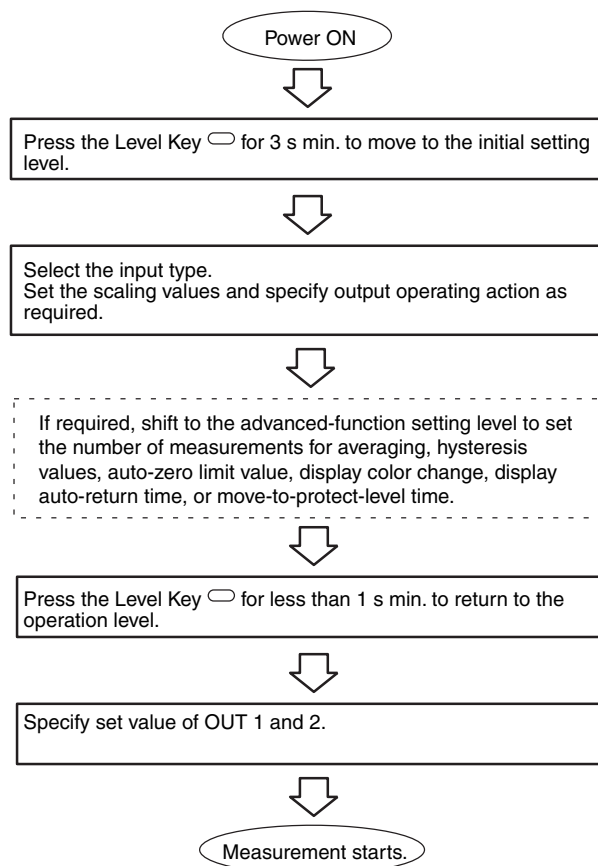 Power ON
Press the Level Key for 3 s min. to move to the initial setting
level.
Select the input type.
Set the scaling values and specify output operating action as
required.
If required, shift to the advanced-function setting level to set
the number of measurements for averaging, hysteresis
values, auto-zero limit value, display color change, display
auto-return time, or move-to-protect-level time.
Press the Level Key for less than 1 s min. to return to the
operation level.
Specify set value of OUT 1 and 2.
Measurement starts.